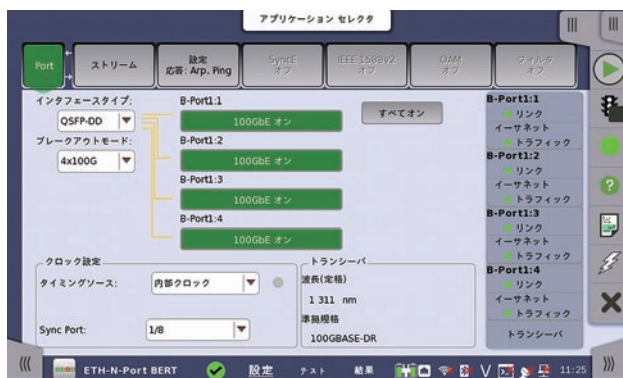 アプリケーション セレクタ
Port
ストリーム
設定
応答: Arp, Ping
SyncE
オフ
IEEE 1588v2
オフ
OAM
オフ
フィルタ
オフ
インタフェースタイプ:
QSFP-DD
ブレークアウトモード:
4x100G
B-Port1:1
100GbE オン
B-Port1:2
100GbE オン
B-Port1:3
100GbE オン
B-Port1:4
100GbE オン
すべてオン
B-Port1:1
リンク
イーサネット
トラフィック
B-Port1:2
リンク
イーサネット
トラフィック
B-Port1:3
リンク
イーサネット
トラフィック
B-Port1:4
リンク
イーサネット
トラフィック
トランシーバ
クロック設定
タイミングソース:
内部クロック
Sync Port:
1/8
トランシーバ
波長(定格)
1 311 nm
準拠規格
100GBASE-DR
ETH-N-Port BERT
設定
テスト
結果
11:25